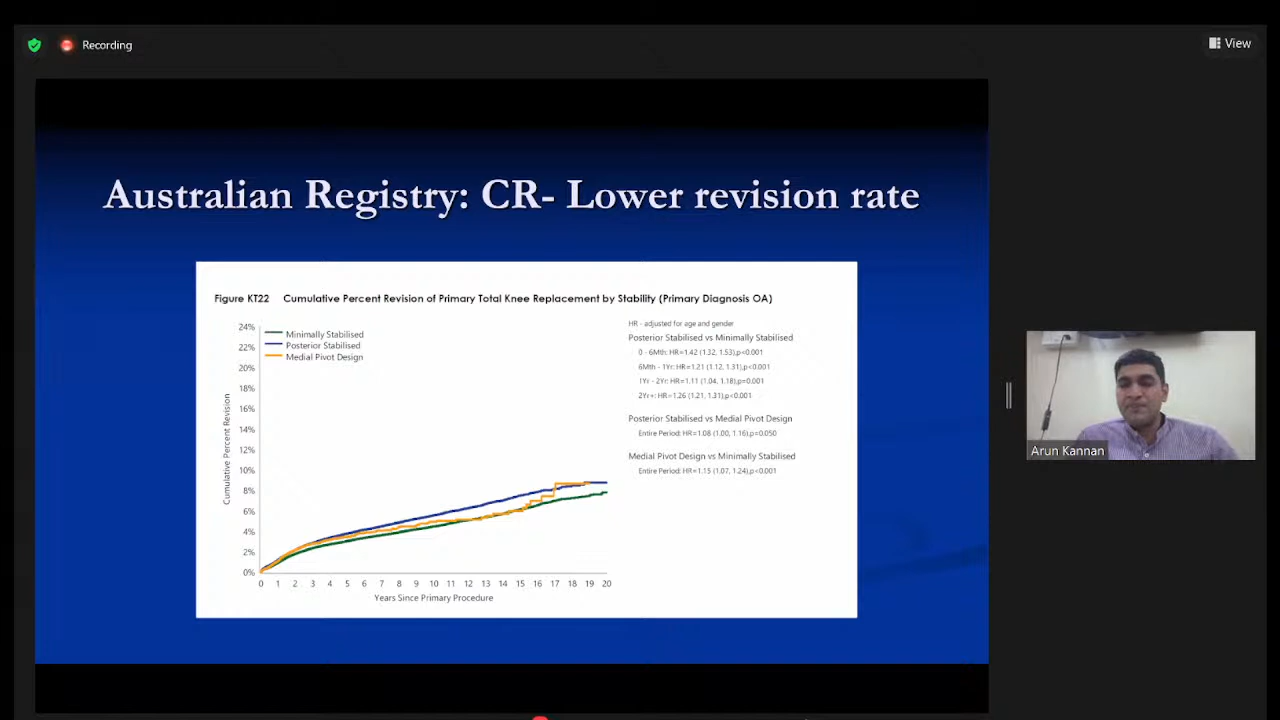 Recording
View
Australian Registry: CR- Lower revision rate
Figure KT22 Cumulative Percent Revision of Primary Total Knee Replacement by Stability (Primary Diagnosis OA)
24%
22%
20%
18%
16%
14%
12%
10%
8%
6%
4%
2%
0%
Cumulative Percent Revision
Minimally Stabilised
Posterior Stabilised
Medial Pivot Design
0 1 2 3 4 5 6 7 8 9 10 11 12 13 14 15 16 17 18 19 20
Years Since Primary Procedure
HR - adjusted for age and gender
Posterior Stabilised vs Minimally Stabilised
0 - 6Mth: HR=1.42 (1.32, 1.53),p<0.001
6Mth - 1Yr: HR=1.21 (1.12, 1.31),p<0.001
1Yr - 2Yr: HR=1.11 (1.04, 1.18),p=0.001
2Yr+: HR=1.26 (1.21, 1.31),p<0.001
Posterior Stabilised vs Medial Pivot Design
Entire Period: HR=1.08 (1.00, 1.16),p=0.050
Medial Pivot Design vs Minimally Stabilised
Entire Period: HR=1.15 (1.07, 1.24),p<0.001
Arun Kannan